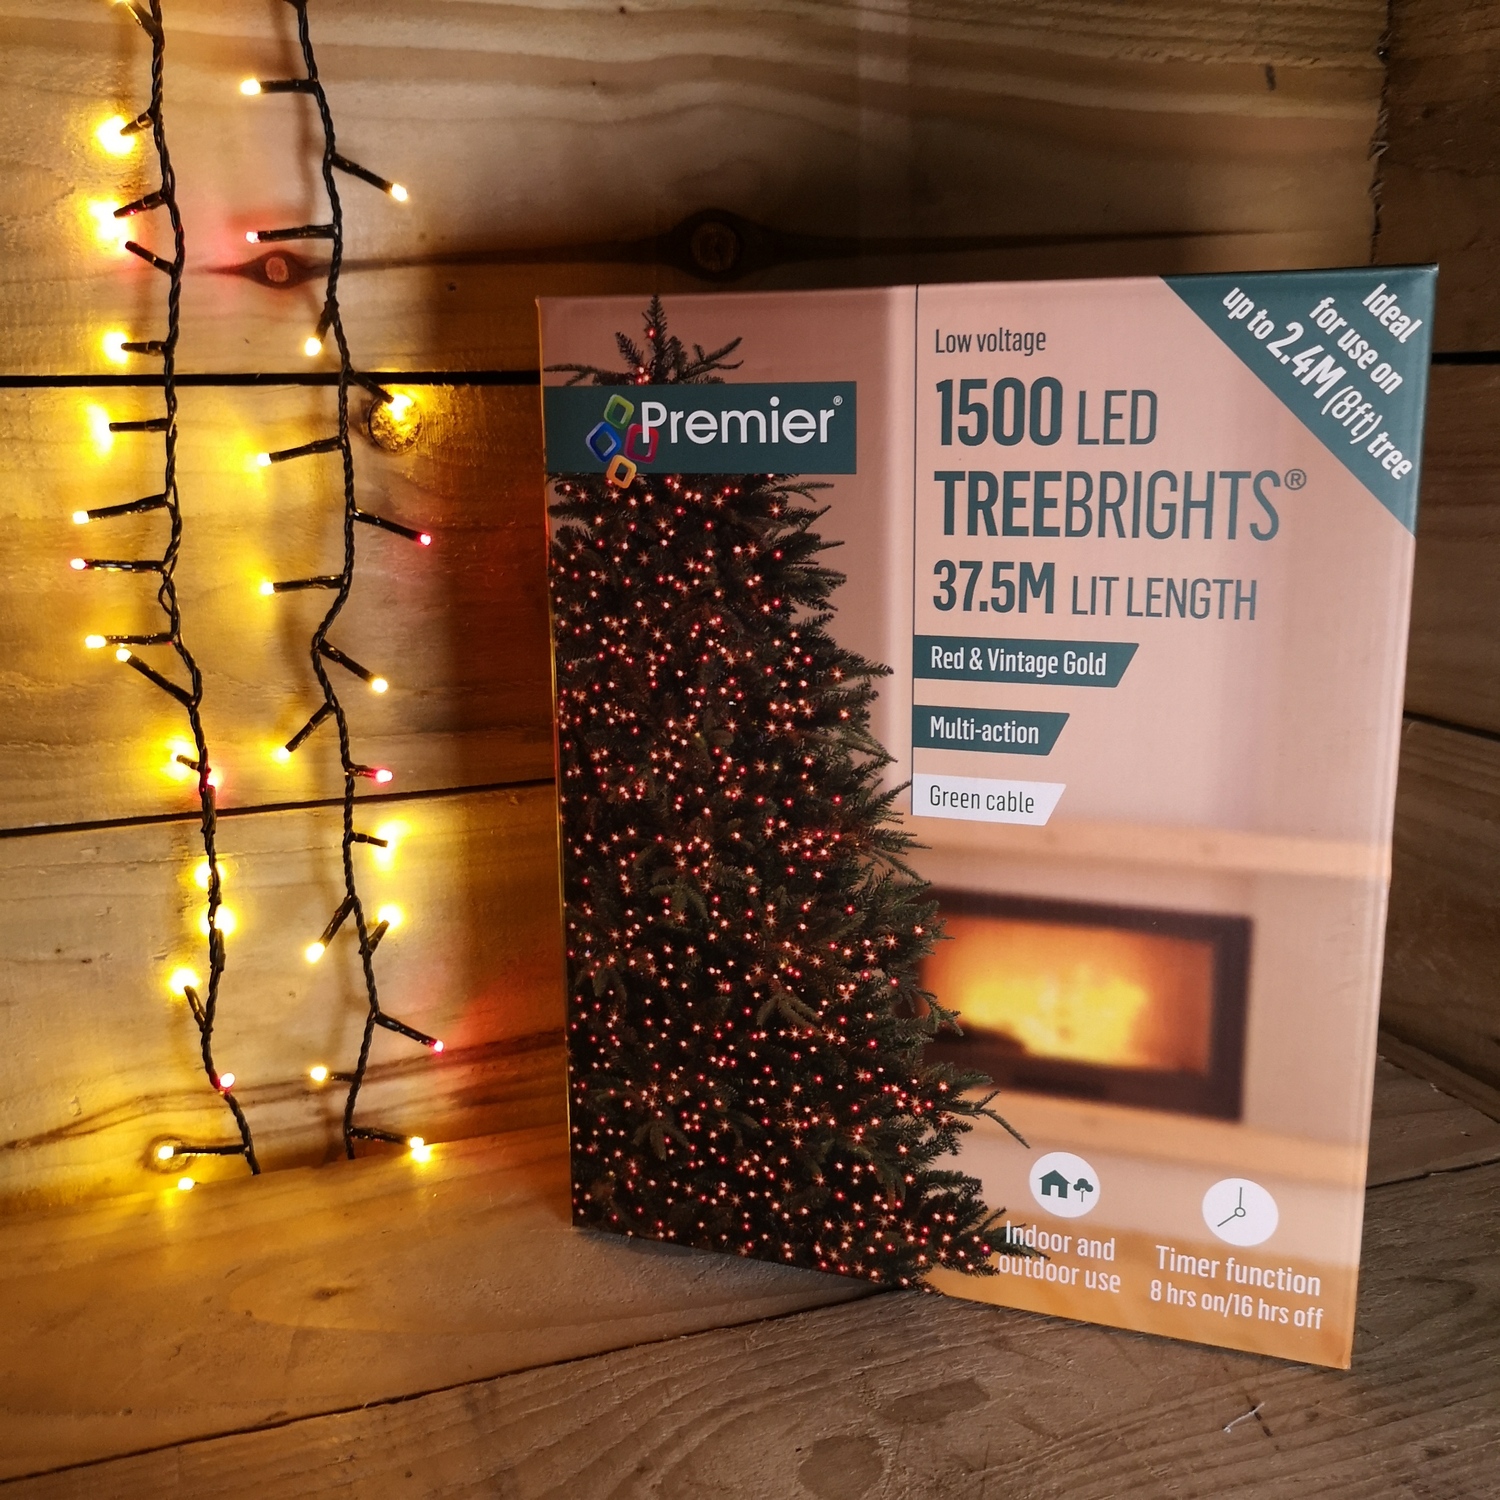 Premier®
Low voltage
1500 LED
TREEBRIGHTS®
37.5M LIT LENGTH
Red & Vintage Gold
Multi-action
Green cable
Ideal
for use on
up to 2.4M (8ft) tree
Indoor and
outdoor use
Timer function
8 hrs on/16 hrs off